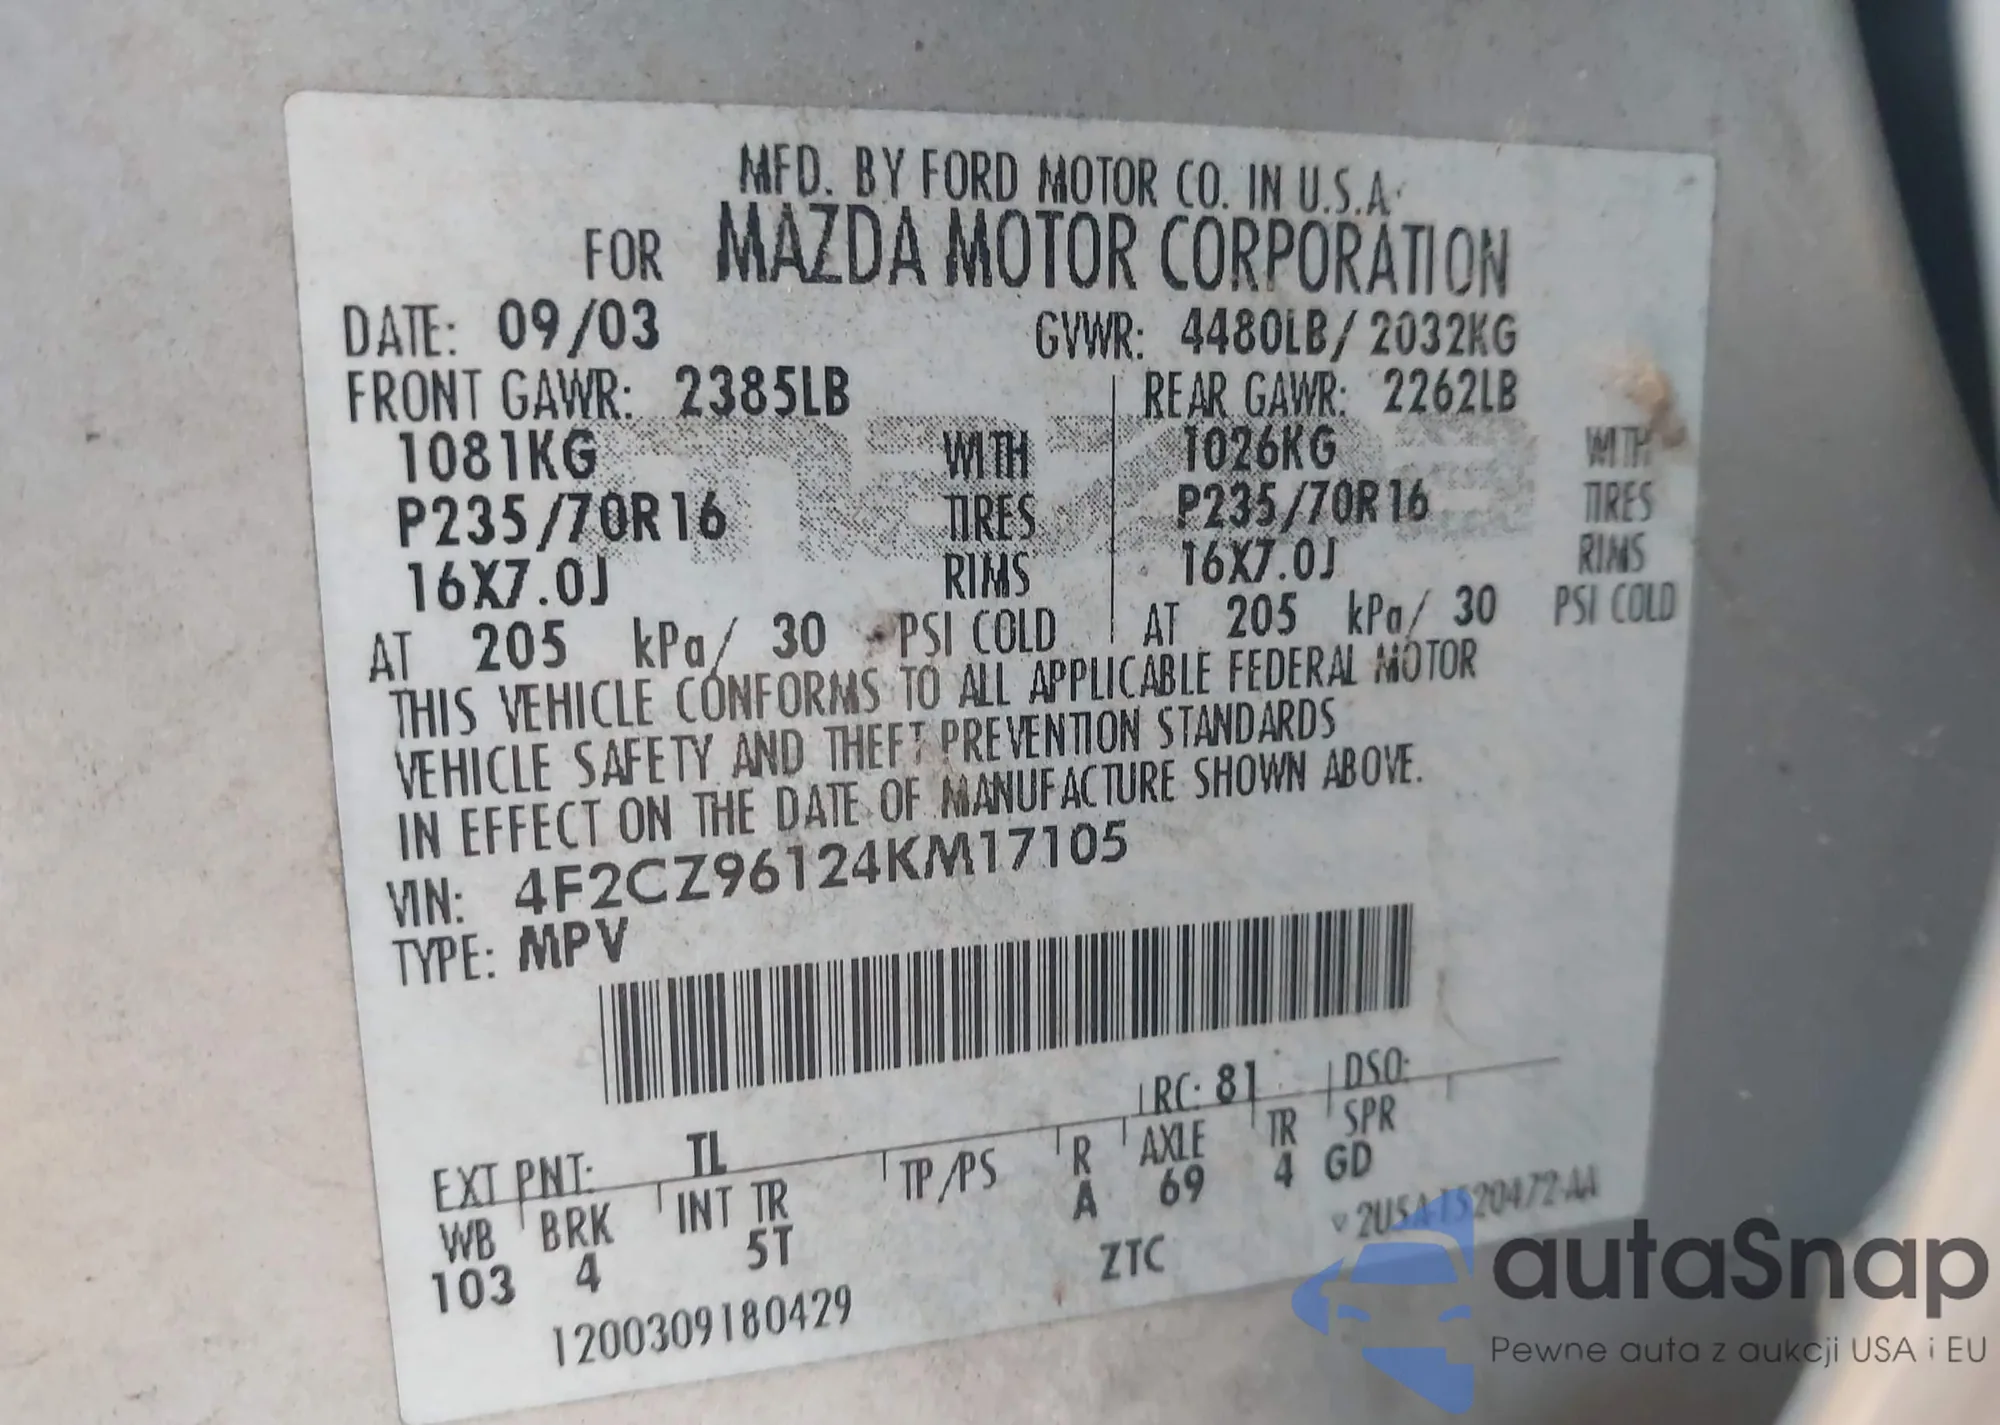 MFD. BY FORD MOTOR CO. IN U.S.A.
FOR MAZDA MOTOR CORPORATION
DATE: 09/03 GVWR: 4480LB/ 2032KG
FRONT GAWR: 2385LB REAR GAWR: 2262LB
1081KG WITH 1026KG WITH
P235/70R16 TIRES P235/70R16 TIRES
16X7.0J RIMS 16X7.0J RIMS
AT 205 kPa/ 30 PSI COLD AT 205 kPa/ 30 PSI COLD
THIS VEHICLE CONFORMS TO ALL APPLICABLE FEDERAL MOTOR
VEHICLE SAFETY AND THEFT PREVENTION STANDARDS
IN EFFECT ON THE DATE OF MANUFACTURE SHOWN ABOVE.
VIN: 4F2CZ96124KM17105
TYPE: MPV
EXT PNT: TL RC: 81 DSO:
WB BRK INT TR TP/PS R AXLE TR SPR
103 4 5T A 69 4 GD
1200309180429 ZTC
autaSnap
Pewne auta z aukcji USA i EU